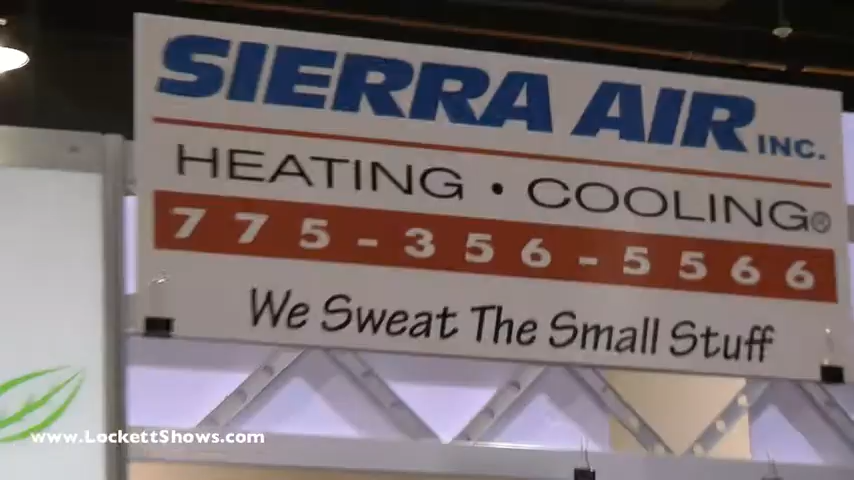 SIERRA AIR INC.
HEATING • COOLING®
775-356-5566
We Sweat The Small Stuff
www.LockettShows.com